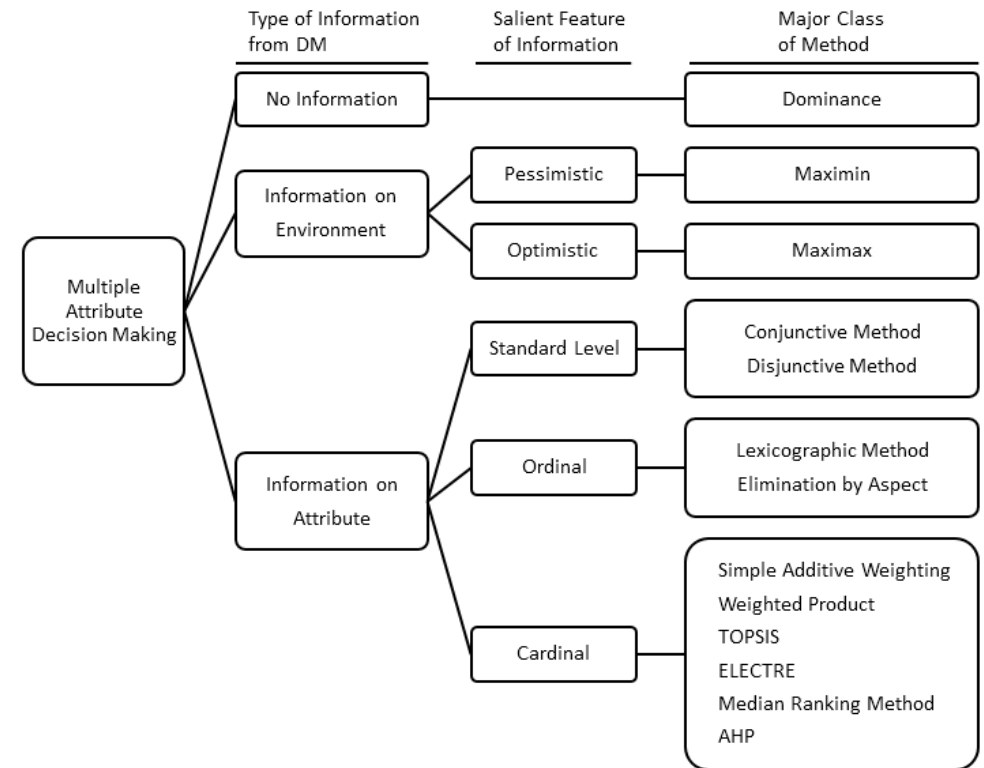 Type of Information
from DM
Salient Feature
of Information
Major Class
of Method
No Information
Dominance
Information on
Environment
Pessimistic
Maximin
Optimistic
Maximax
Multiple
Attribute
Decision Making
Standard Level
Conjunctive Method
Disjunctive Method
Information on
Attribute
Ordinal
Lexicographic Method
Elimination by Aspect
Cardinal
Simple Additive Weighting
Weighted Product
TOPSIS
ELECTRE
Median Ranking Method
AHP